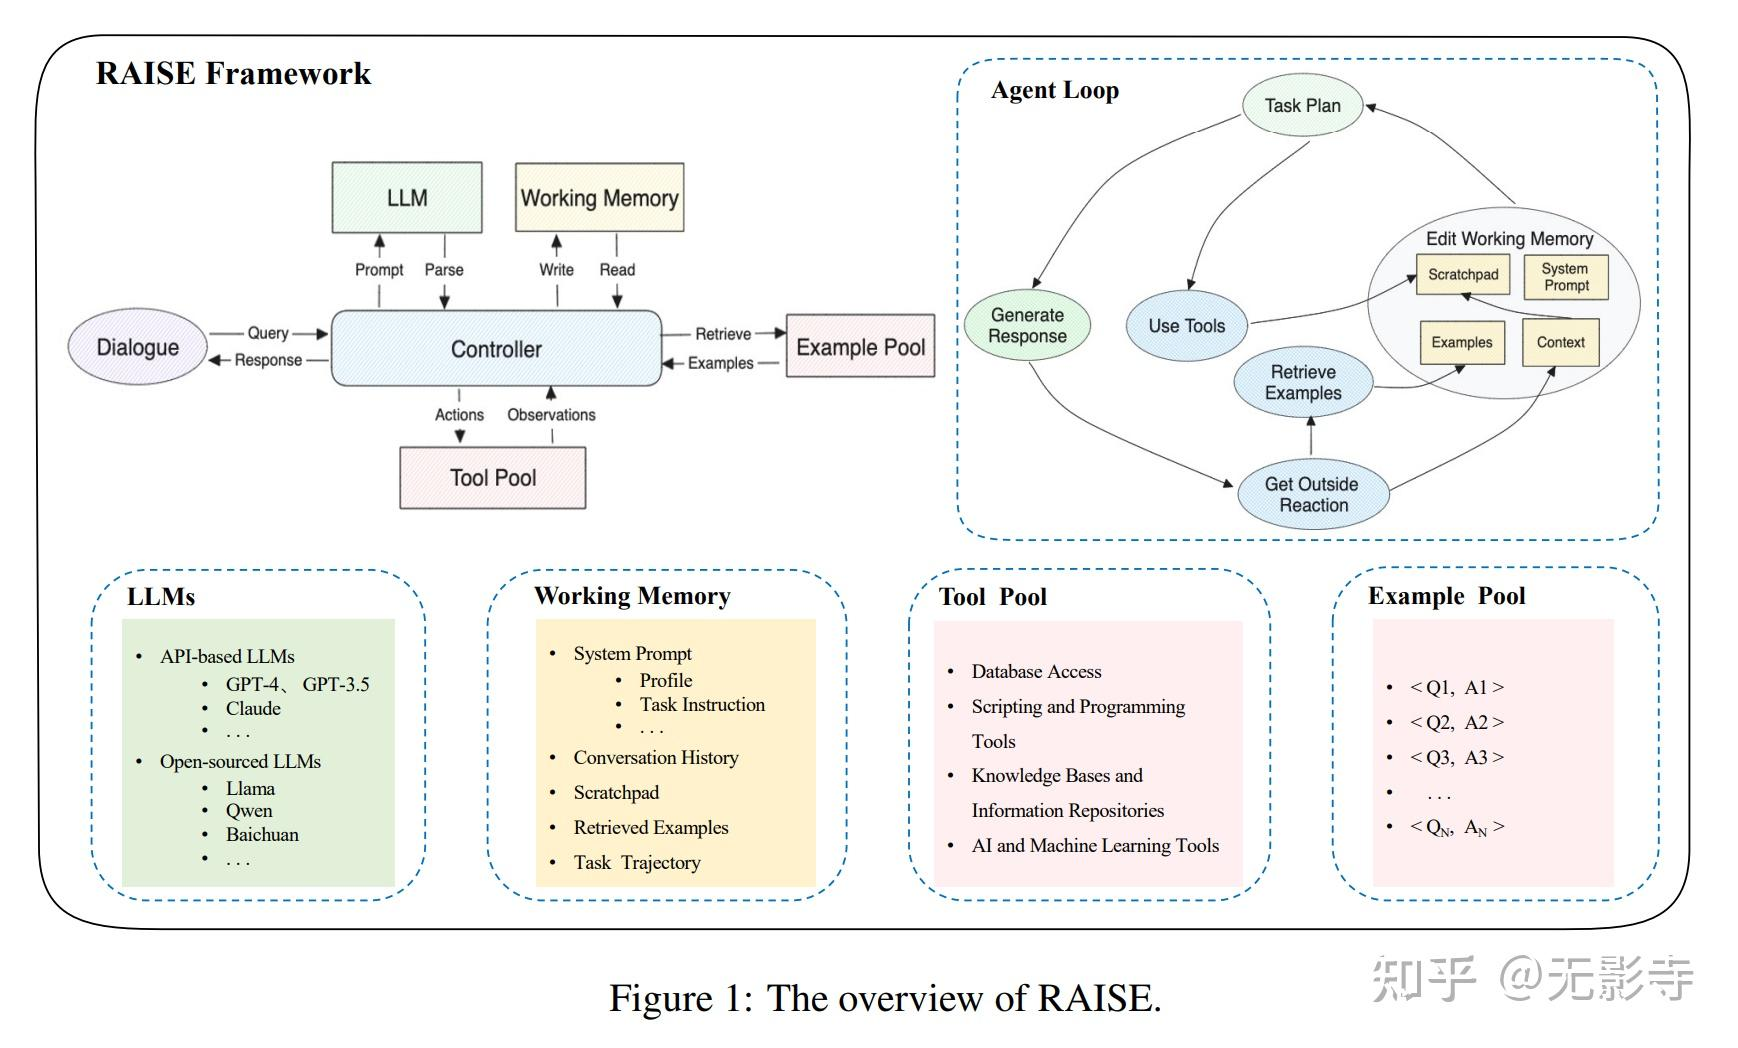 RAISE Framework
LLM
Working Memory
Prompt
Parse
Write
Read
Dialogue
Query
Response
Controller
Retrieve
Examples
Example Pool
Actions
Observations
Tool Pool
Agent Loop
Task Plan
Generate
Response
Use Tools
Retrieve
Examples
Get Outside
Reaction
Edit Working Memory
Scratchpad
System
Prompt
Examples
Context
LLMs
• API-based LLMs
• GPT-4、 GPT-3.5
• Claude
• . . .
• Open-sourced LLMs
• Llama
• Qwen
• Baichuan
• . . .
Working Memory
• System Prompt
• Profile
• Task Instruction
• . . .
• Conversation History
• Scratchpad
• Retrieved Examples
• Task Trajectory
Tool Pool
• Database Access
• Scripting and Programming
Tools
• Knowledge Bases and
Information Repositories
• AI and Machine Learning Tools
Example Pool
• < Q1, A1 >
• < Q2, A2 >
• < Q3, A3 >
• . . .
• < QN, AN >
Figure 1: The overview of RAISE.
知乎 @无影寺